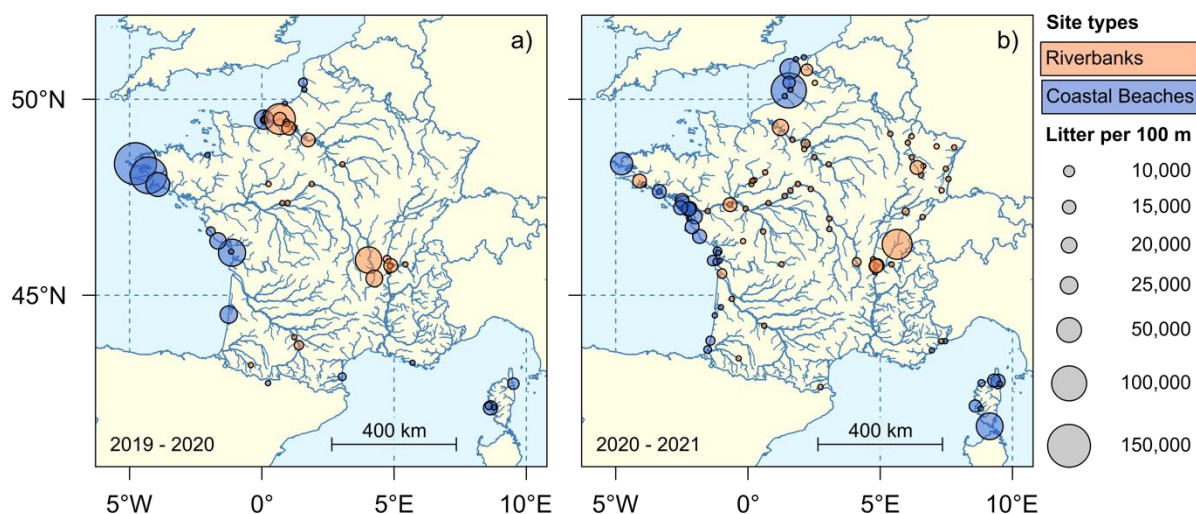 a)
50°N
45°N
2019 - 2020
400 km
5°W
0°
5°E
b)
2020 - 2021
400 km
5°W
0°
5°E
10°E
Site types
Riverbanks
Coastal Beaches
Litter per 100 m
10,000
15,000
20,000
25,000
50,000
100,000
150,000